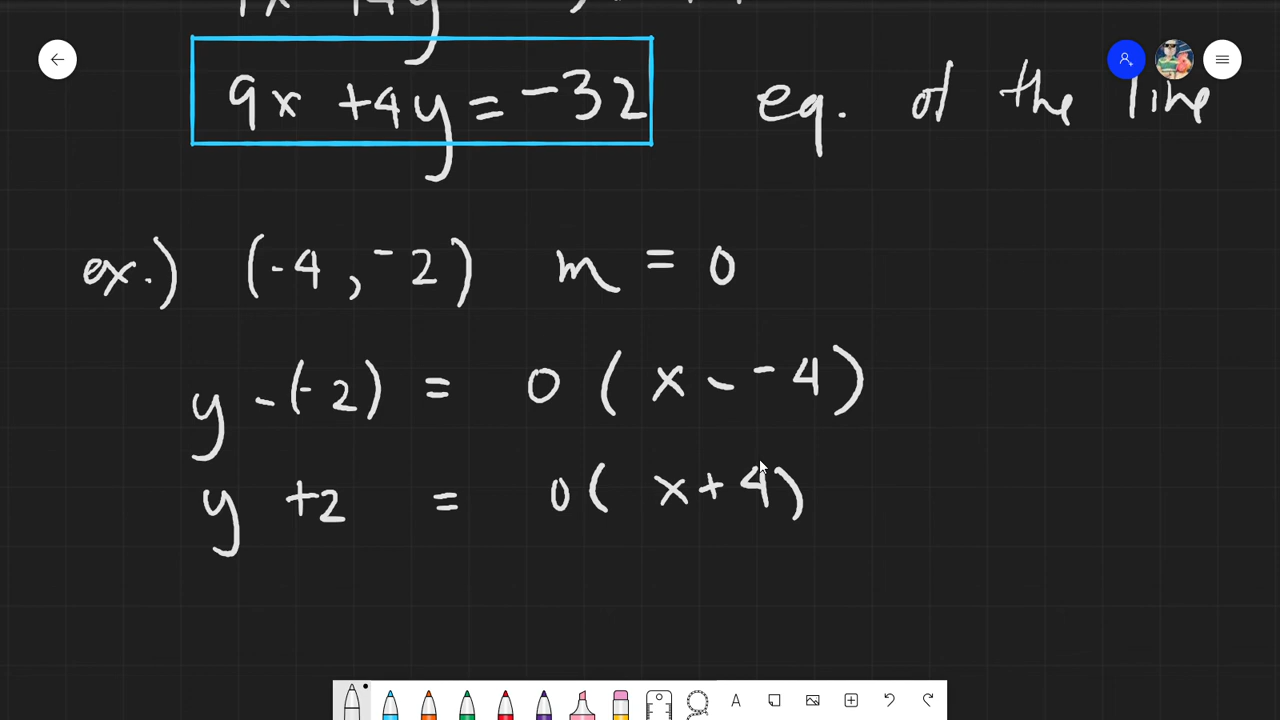 9x +4y = -32 eq. of the line
ex.) (-4, -2) m = 0
y -(-2) = 0 ( x - -4)
y +2 = 0( x+ 4)
A